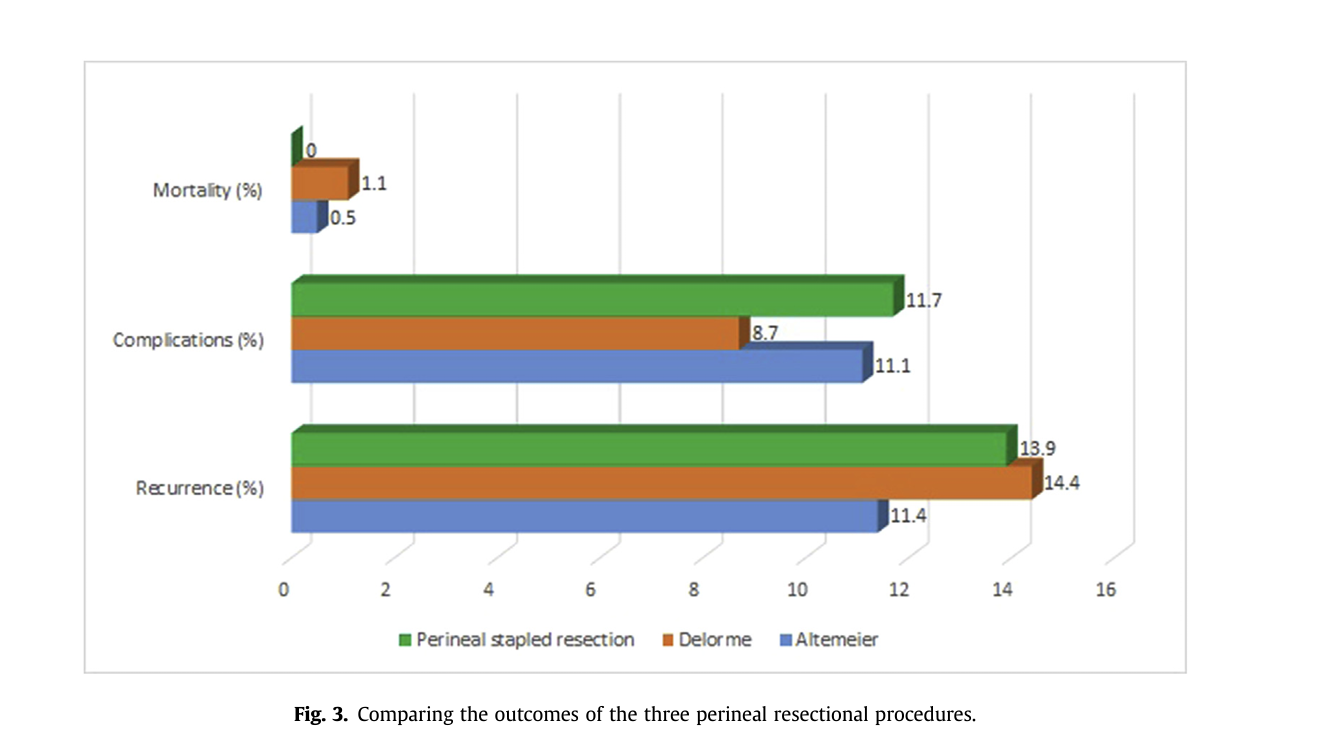 0
Mortality (%)
1.1
0.5
11.7
Complications (%)
8.7
11.1
13.9
Recurrence (%)
14.4
11.4
0 2 4 6 8 10 12 14 16
Perineal stapled resection Delorme Altemeier
Fig. 3. Comparing the outcomes of the three perineal resectional procedures.